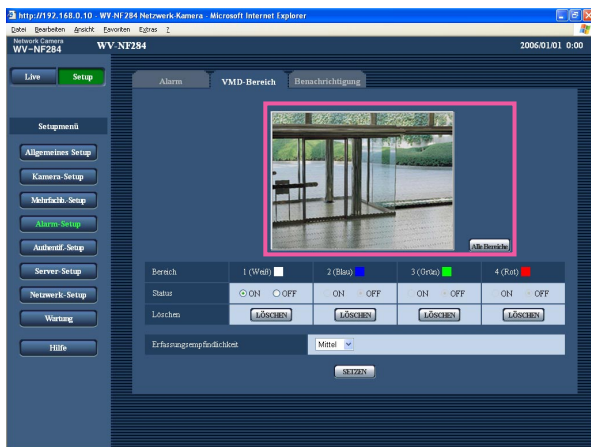 http://192.168.0.10 - WV-NF284 Netzwerk-Kamera - Microsoft Internet Explorer
Datei Bearbeiten Ansicht Favoriten Extras ?
Network Camera
WV-NF284
WV-NF284
2006/01/01 0:00
Live Setup
Alarm VMD-Bereich Benachrichtigung
Setupmenü
Allgemeines Setup
Kamera-Setup
Mehrfachb.-Setup
Alarm-Setup
Authentif.-Setup
Server-Setup
Netzwerk-Setup
Wartung
Hilfe
Alle Bereiche
Bereich 1 (Weiß) 2 (Blau) 3 (Grün) 4 (Rot)
Status ON OFF ON OFF ON OFF ON OFF
Löschen LÖSCHEN LÖSCHEN LÖSCHEN LÖSCHEN
Erfassungsempfindlichkeit Mittel
SETZEN